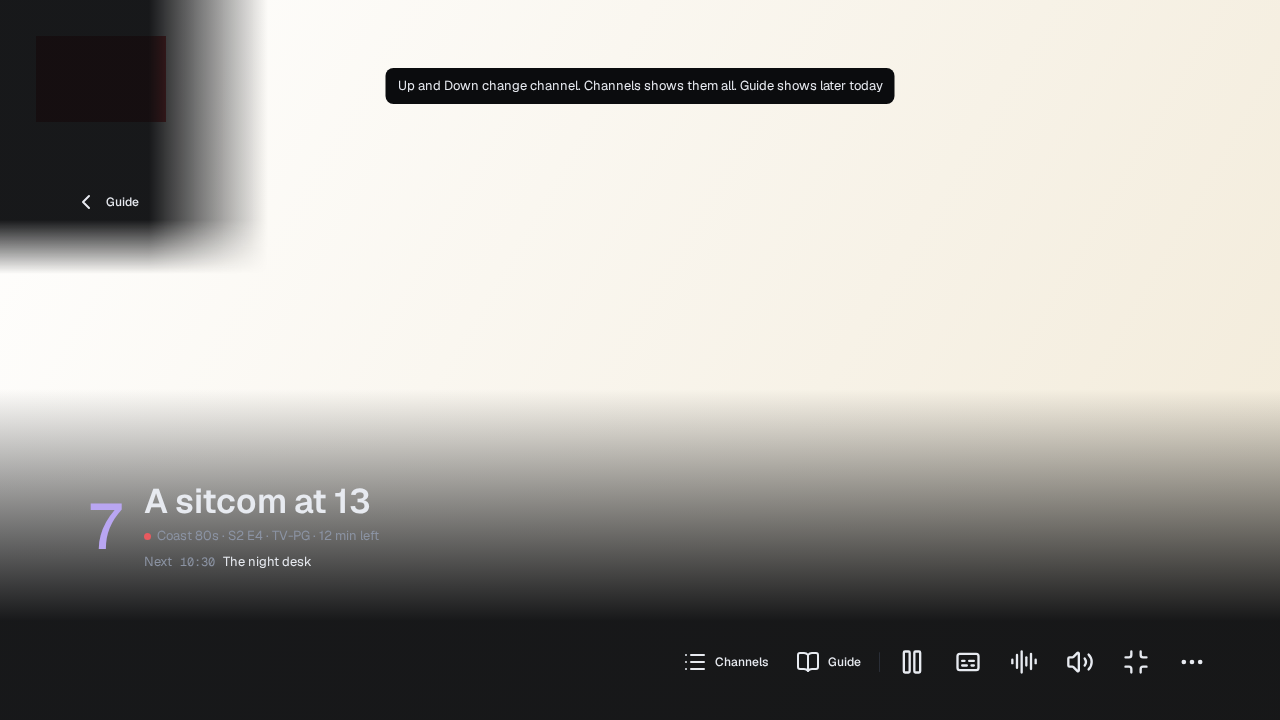 Up and Down change channel. Channels shows them all. Guide shows later today
Guide
7
A sitcom at 13
Coast 80s · S2 E4 · TV-PG · 12 min left
Next 10:30 The night desk
Channels
Guide